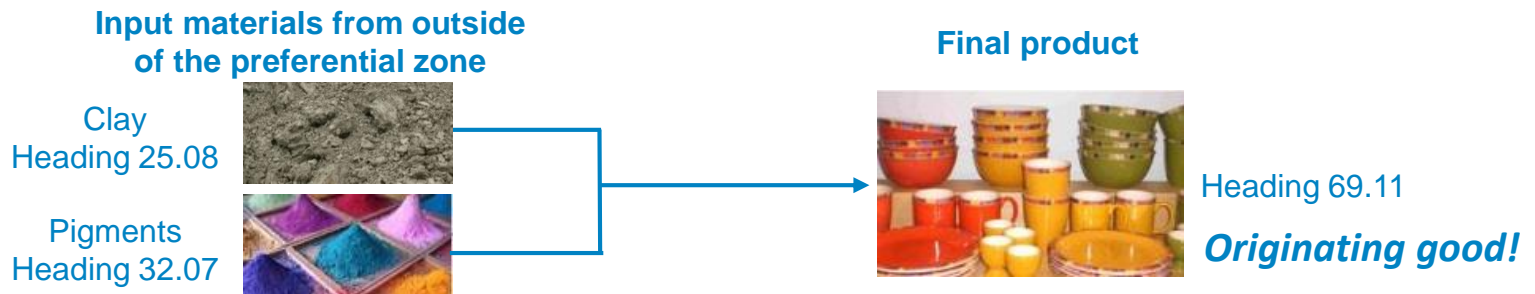 Input materials from outside
of the preferential zone
Final product
Clay
Heading 25.08
Pigments
Heading 32.07
Heading 69.11
Originating good!